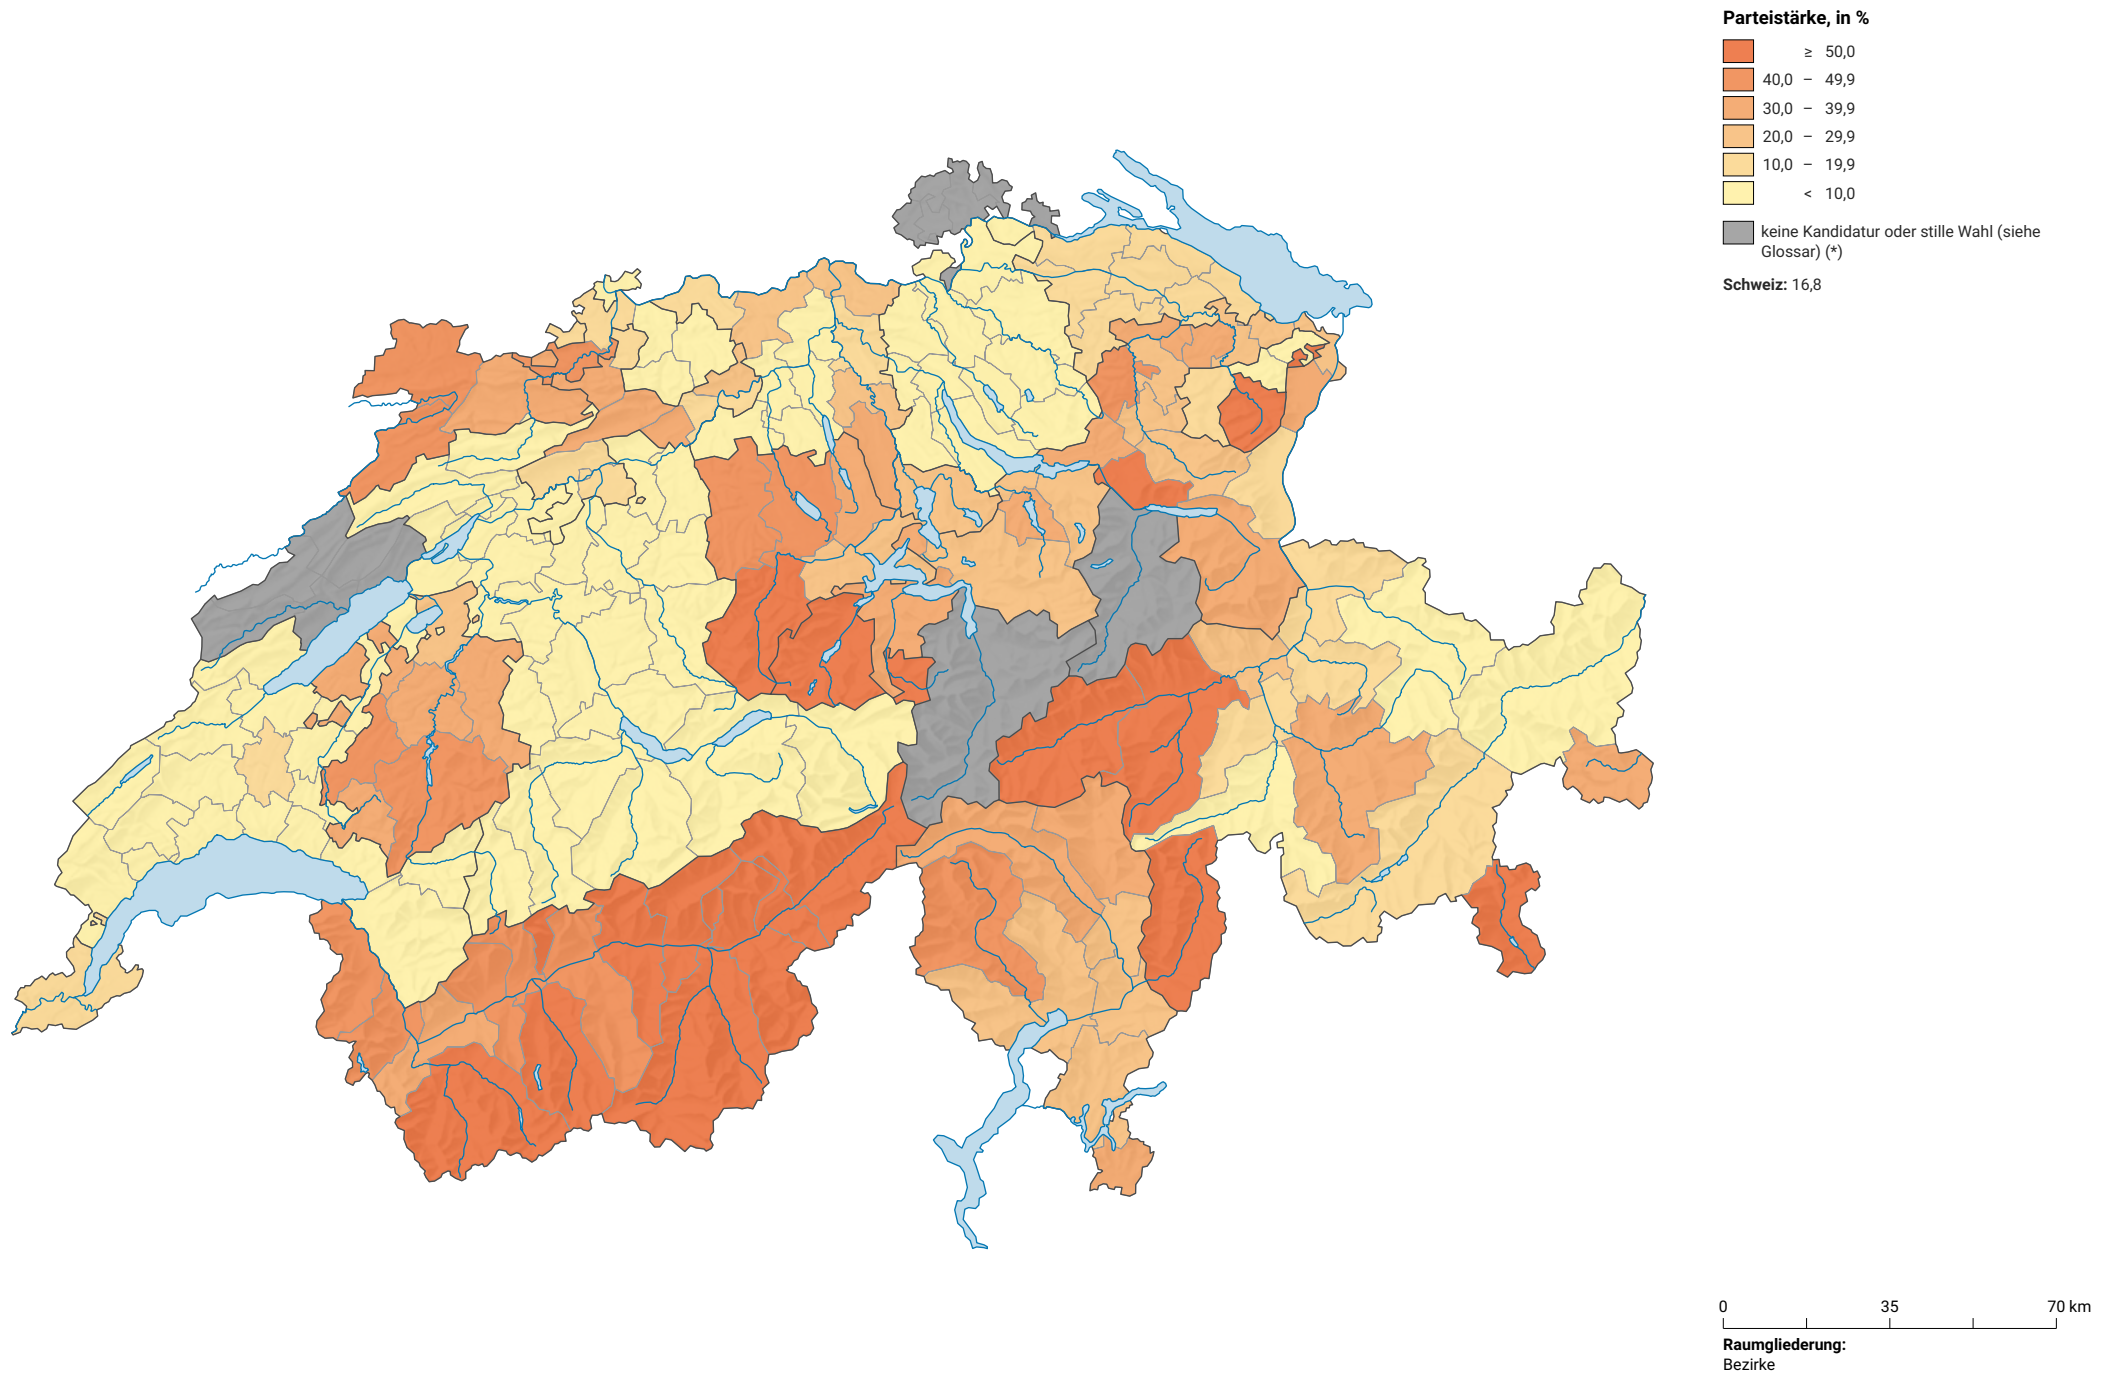 Parteistärke, in %
≥ 50,0
40,0 – 49,9
30,0 – 39,9
20,0 – 29,9
10,0 – 19,9
< 10,0
keine Kandidatur oder stille Wahl (siehe
Glossar) (*)
Schweiz: 16,8
0 35 70 km
Raumgliederung:
Bezirke